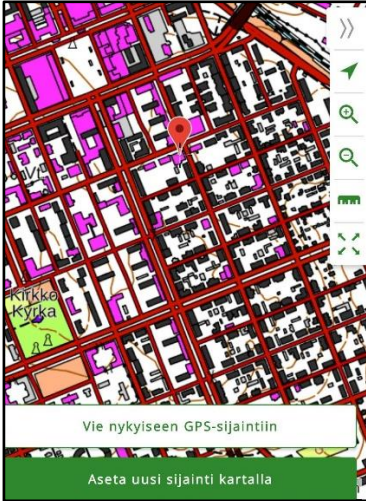 Kirkko
Kyrka
Vie nykyiseen GPS-sijaintiin
Aseta uusi sijainti kartalla